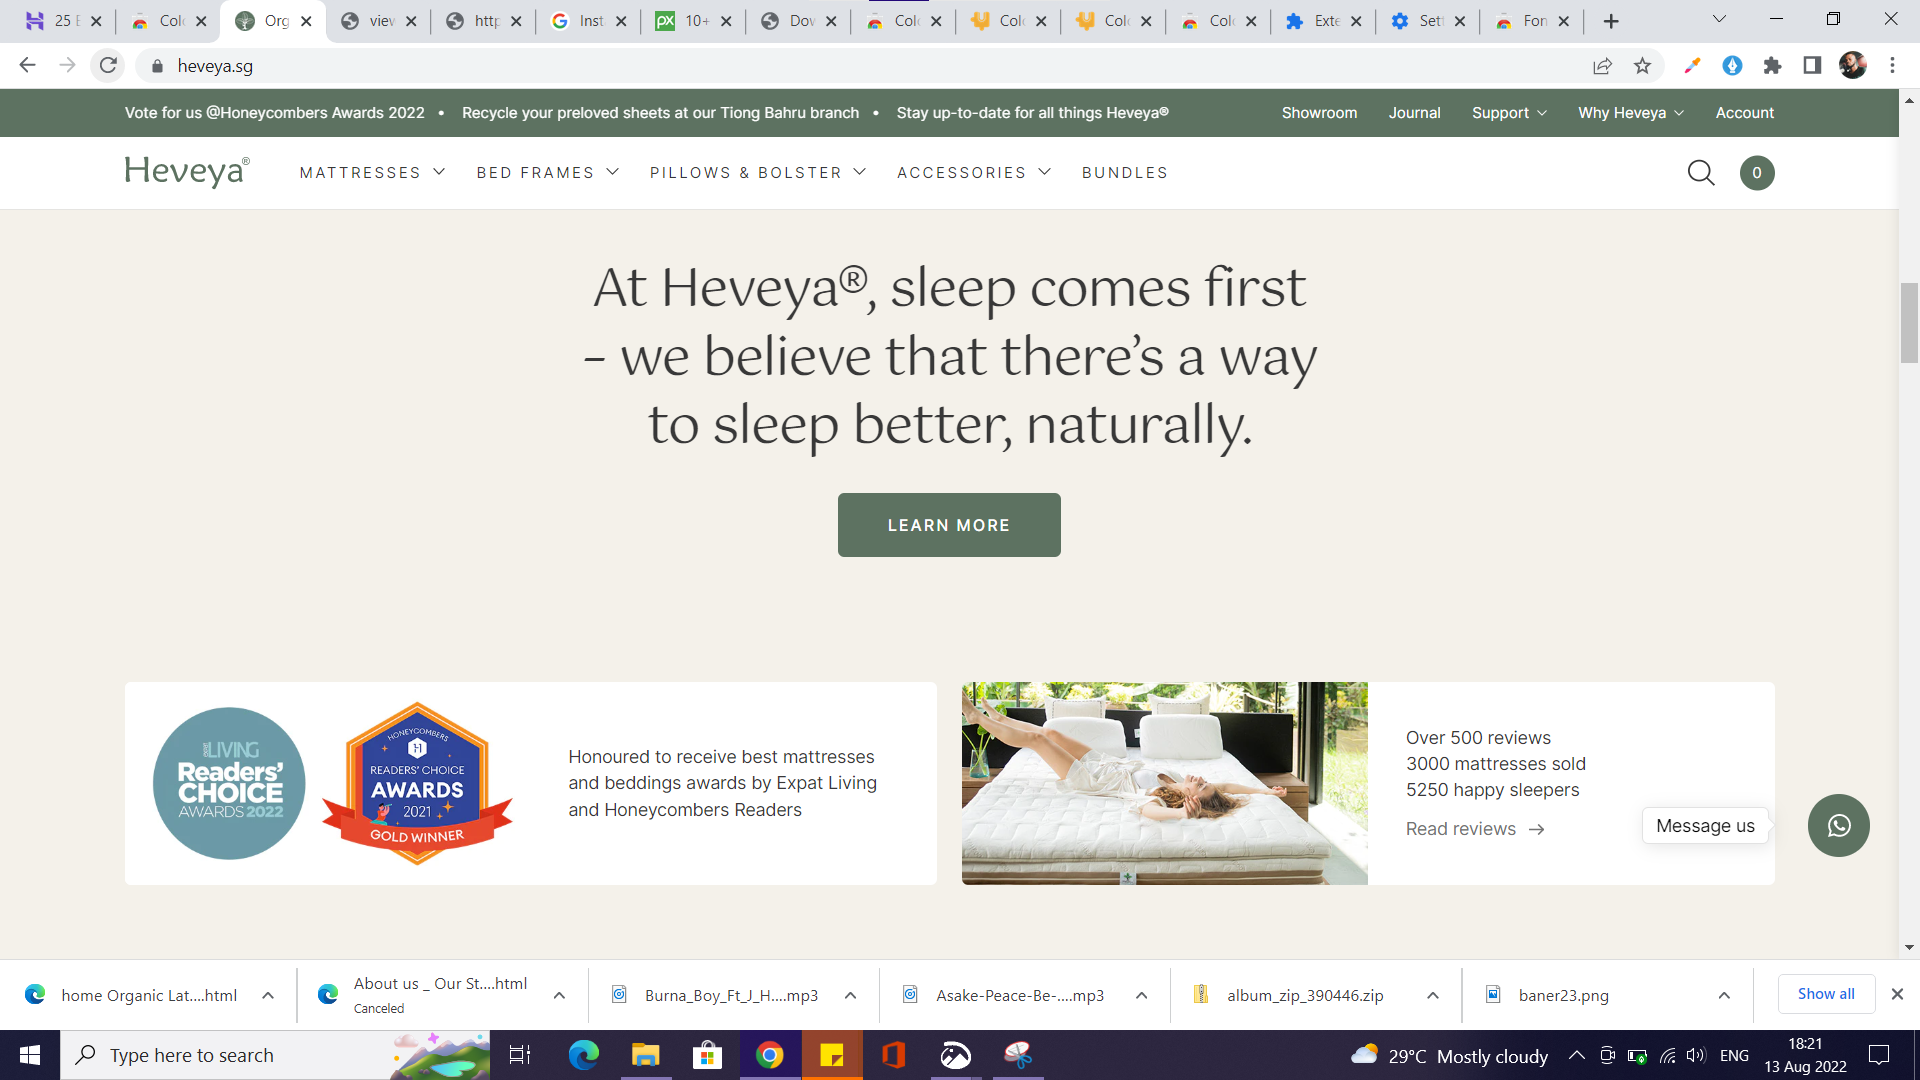 25 E
Colo
Org
view
http
Inst
10+
Dov
Colo
Colo
Colo
Colo
Exte
Sett
Fon
heveya.sg
Vote for us @Honeycombers Awards 2022 • Recycle your preloved sheets at our Tiong Bahru branch • Stay up-to-date for all things Heveya®
Showroom Journal Support Why Heveya Account
Heveya®
MATTRESSES BED FRAMES PILLOWS & BOLSTER ACCESSORIES BUNDLES
0
At Heveya®, sleep comes first
– we believe that there’s a way
to sleep better, naturally.
LEARN MORE
expat LIVING
Readers’
CHOICE
AWARDS 2022
HONEYCOMBERS
H
READERS’ CHOICE
AWARDS
2021
GOLD WINNER
Honoured to receive best mattresses
and beddings awards by Expat Living
and Honeycombers Readers
Over 500 reviews
3000 mattresses sold
5250 happy sleepers
Read reviews →
Message us
home Organic Lat....html
About us _ Our St....html
Canceled
Burna_Boy_Ft_J_H....mp3
Asake-Peace-Be-....mp3
album_zip_390446.zip
baner23.png
Show all
Type here to search
29°C Mostly cloudy
ENG
18:21
13 Aug 2022